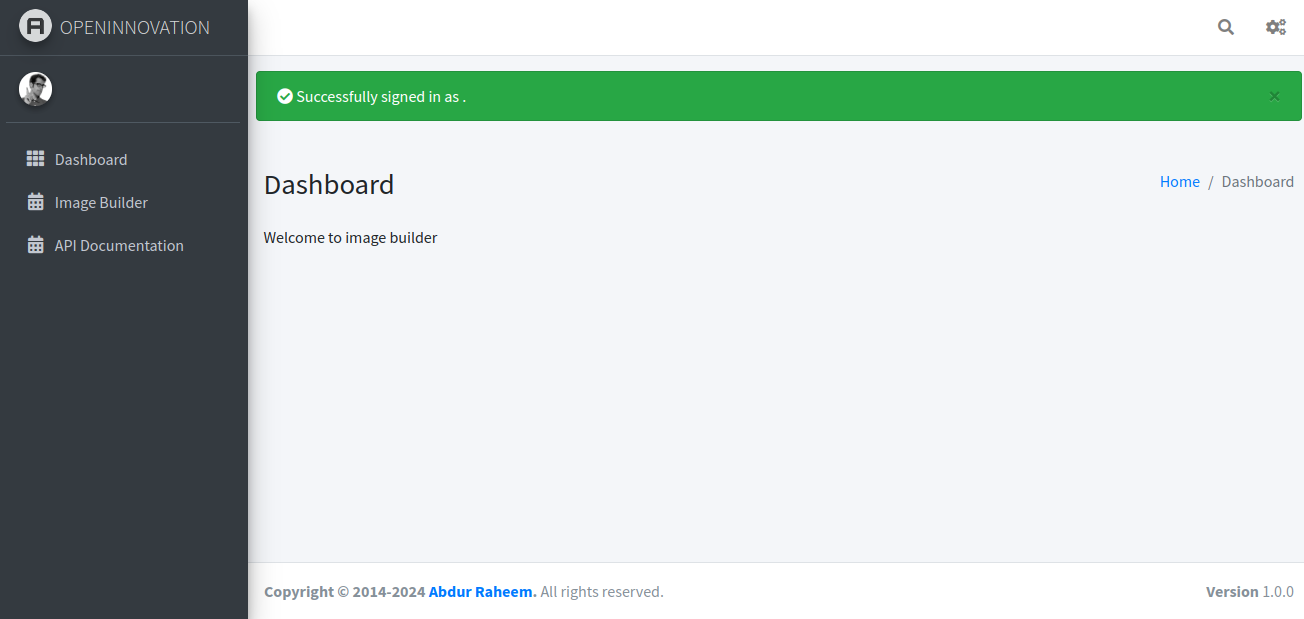 OPENINNOVATION
Successfully signed in as .
×
Dashboard
Image Builder
API Documentation
Dashboard
Home / Dashboard
Welcome to image builder
Copyright © 2014-2024 Abdur Raheem. All rights reserved.
Version 1.0.0